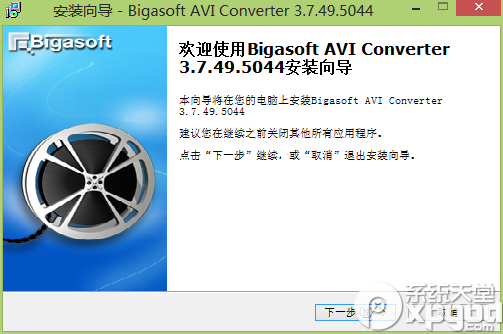 安装向导 - Bigasoft AVI Converter 3.7.49.5044
Bigasoft
欢迎使用Bigasoft AVI Converter
3.7.49.5044安装向导
本向导将在您的电脑上安装Bigasoft AVI Converter
3.7.49.5044
建议您在继续之前关闭其他所有应用程序。
点击“下一步”继续，或“取消”退出安装向导。
下一步
系统天堂
xpgod.com